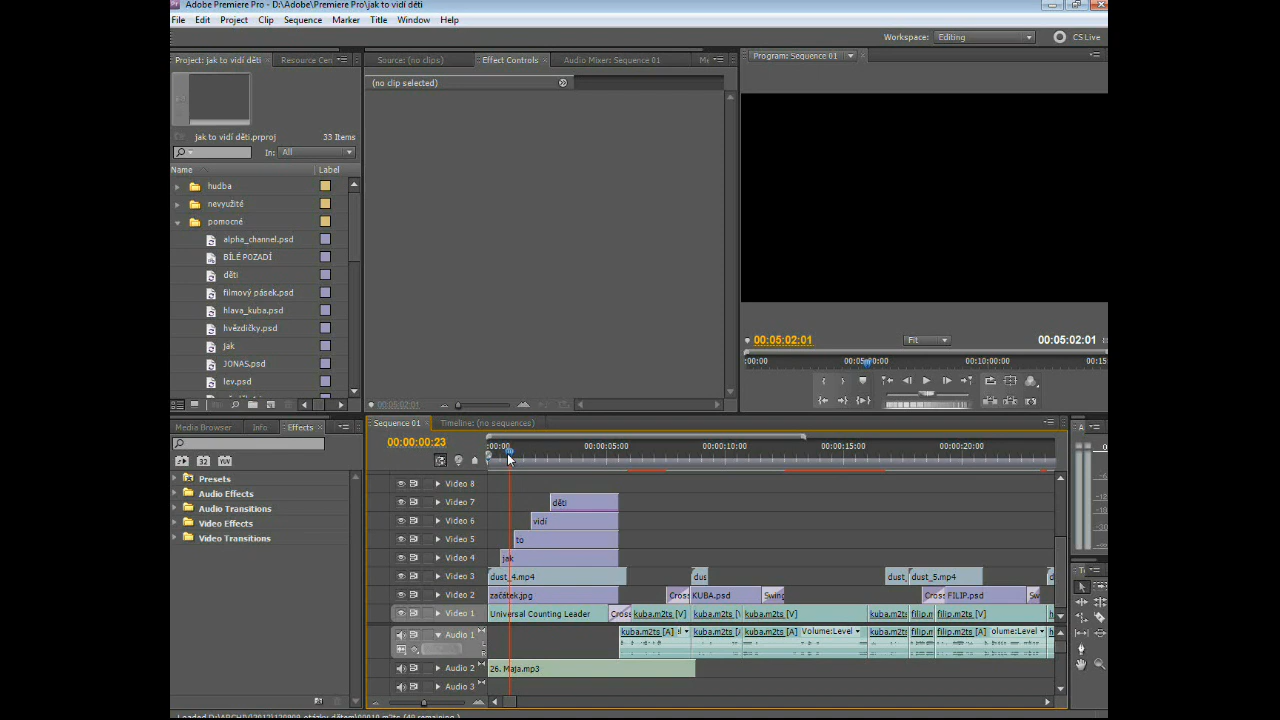 Adobe Premiere Pro - D:\Adobe\Premiere Pro\jak to vidí děti
File Edit Project Clip Sequence Marker Title Window Help
Workspace: Editing CS Live
Project: jak to vidí děti Resource Cen
Source: (no clips) Effect Controls Audio Mixer: Sequence 01 Me
Program: Sequence 01
(no clip selected)
jak to vidí děti.prproj 33 Items
In: All
Name Label
hudba
nevyužité
pomocné
alpha_channel.psd
BÍLÉ POZADÍ
děti
filmový pásek.psd
hlava_kuba.psd
hvězdičky.psd
jak
JONAS.psd
lev.psd
00:05:02:01 Fit 00:05:02:01
:00:00 00:05:00:00 00:10:00:00 00:15
00:05:02:01
Media Browser Info Effects
Presets
Audio Effects
Audio Transitions
Video Effects
Video Transitions
Sequence 01 Timeline: (no sequences)
00:00:00:23
:00:00 00:00:05:00 00:00:10:00 00:00:15:00 00:00:20:00
Video 8
Video 7 děti
Video 6 vidí
Video 5 to
Video 4 jak
Video 3 dust_4.mp4 dus dust_ dust_5.mp4 d
Video 2 začátek.jpg Cross KUBA.psd Swing Cross FILIP.psd Sw
Video 1 Universal Counting Leader Cross kuba.m2ts [V] kuba.m2ts [V kuba.m2ts [V] kuba.m2ts filip.m filip.m2ts [V] h
Audio 1 kuba.m2ts [A] kuba.m2ts [A kuba.m2ts [A] Volume:Level kuba.m2ts filip.m filip.m2ts [A] olume:Level
Audio 2 26. Maja.mp3
Audio 3
A
0
-6
T